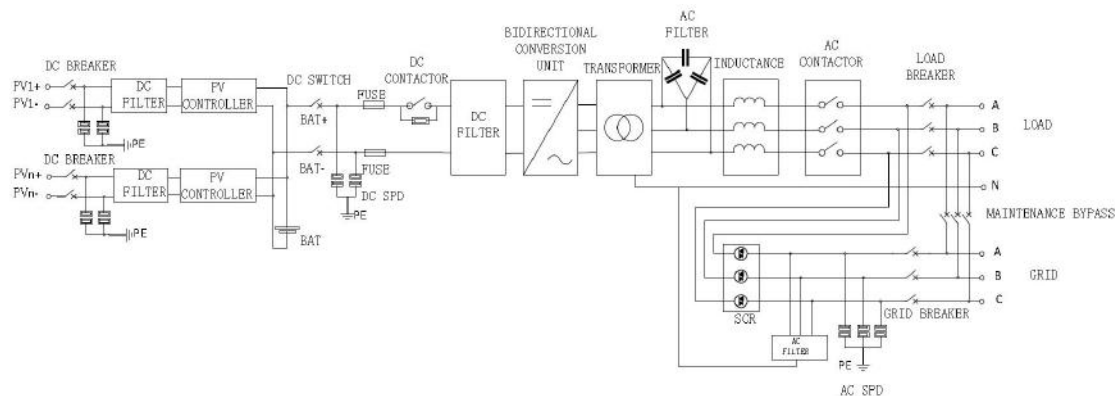 DC BREAKER
PV1+
PV1-
DC
FILTER
PV
CONTROLLER
PE
DC BREAKER
PVn+
PVn-
DC
FILTER
PV
CONTROLLER
PE
BAT
DC SWITCH
BAT+
BAT-
FUSE
FUSE
DC SPD
PE
DC
CONTACTOR
DC
FILTER
BIDIRECTIONAL
CONVERSION
UNIT
TRANSFORMER
AC
FILTER
INDUCTANCE
AC
CONTACTOR
LOAD
BREAKER
A
B
C
LOAD
N
MAINTENANCE BYPASS
A
B
C
GRID
GRID BREAKER
SCR
AC
FILTER
PE
AC SPD